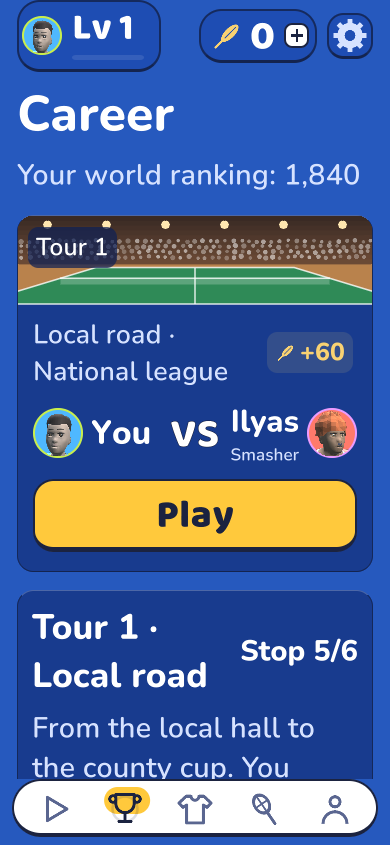 Lv 1
0
Career
Your world ranking: 1,840
Tour 1
Local road ·
National league
+60
You
VS
Ilyas
Smasher
Play
Tour 1 ·
Local road
Stop 5/6
From the local hall to
the county cup. You